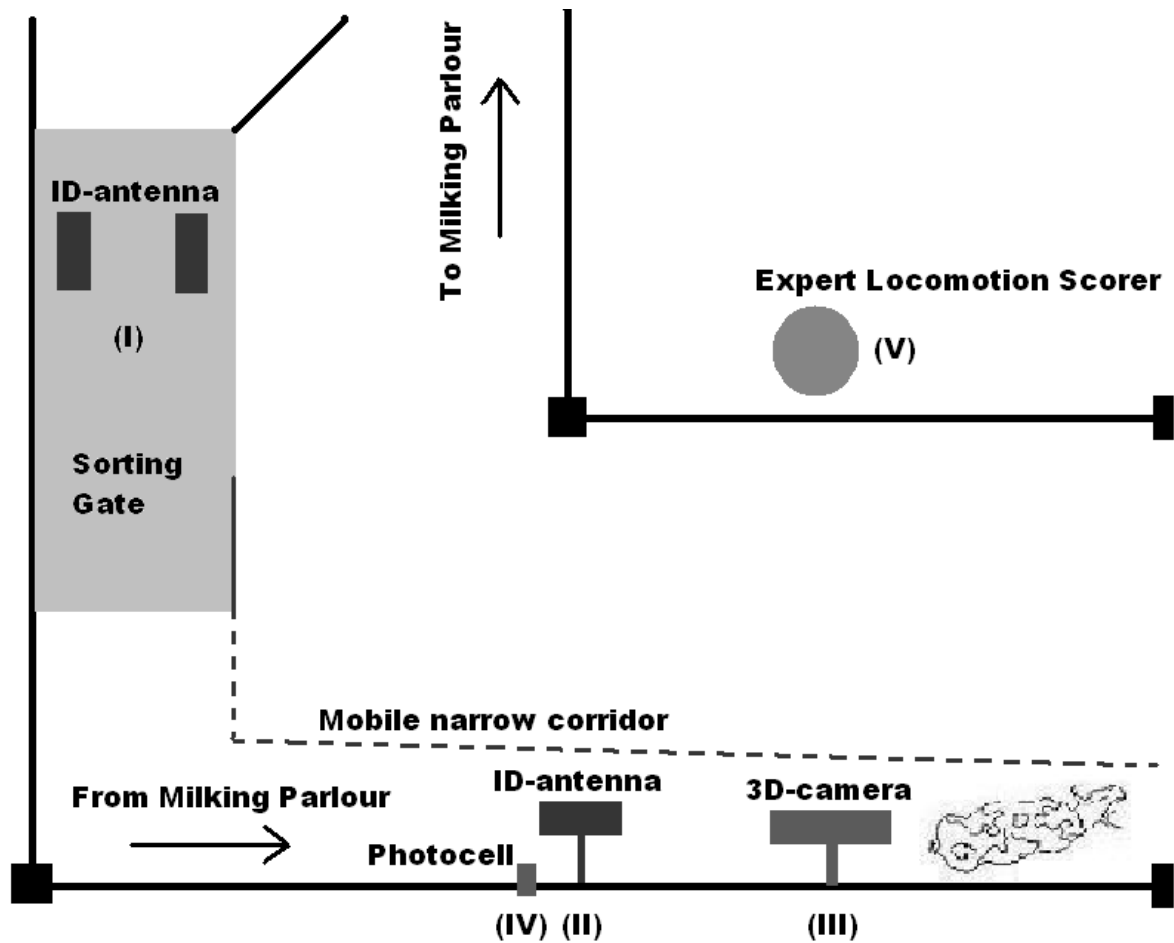 ID-antenna
(I)
Sorting
Gate
To Milking Parlour
Expert Locomotion Scorer
(V)
Mobile narrow corridor
From Milking Parlour
ID-antenna
3D-camera
Photocell
(IV)
(II)
(III)